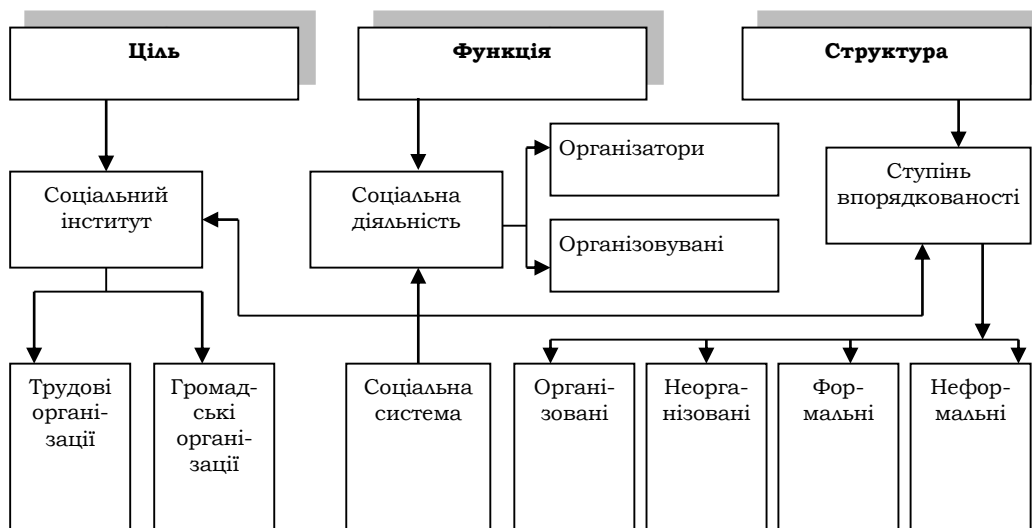 Ціль
Функція
Структура
Соціальний
інститут
Соціальна
діяльність
Організатори
Організовувані
Ступінь
впорядкованості
Трудові
органі-
зації
Громад-
ські
органі-
зації
Соціальна
система
Органі-
зовані
Неорга-
нізовані
Фор-
мальні
Нефор-
мальні